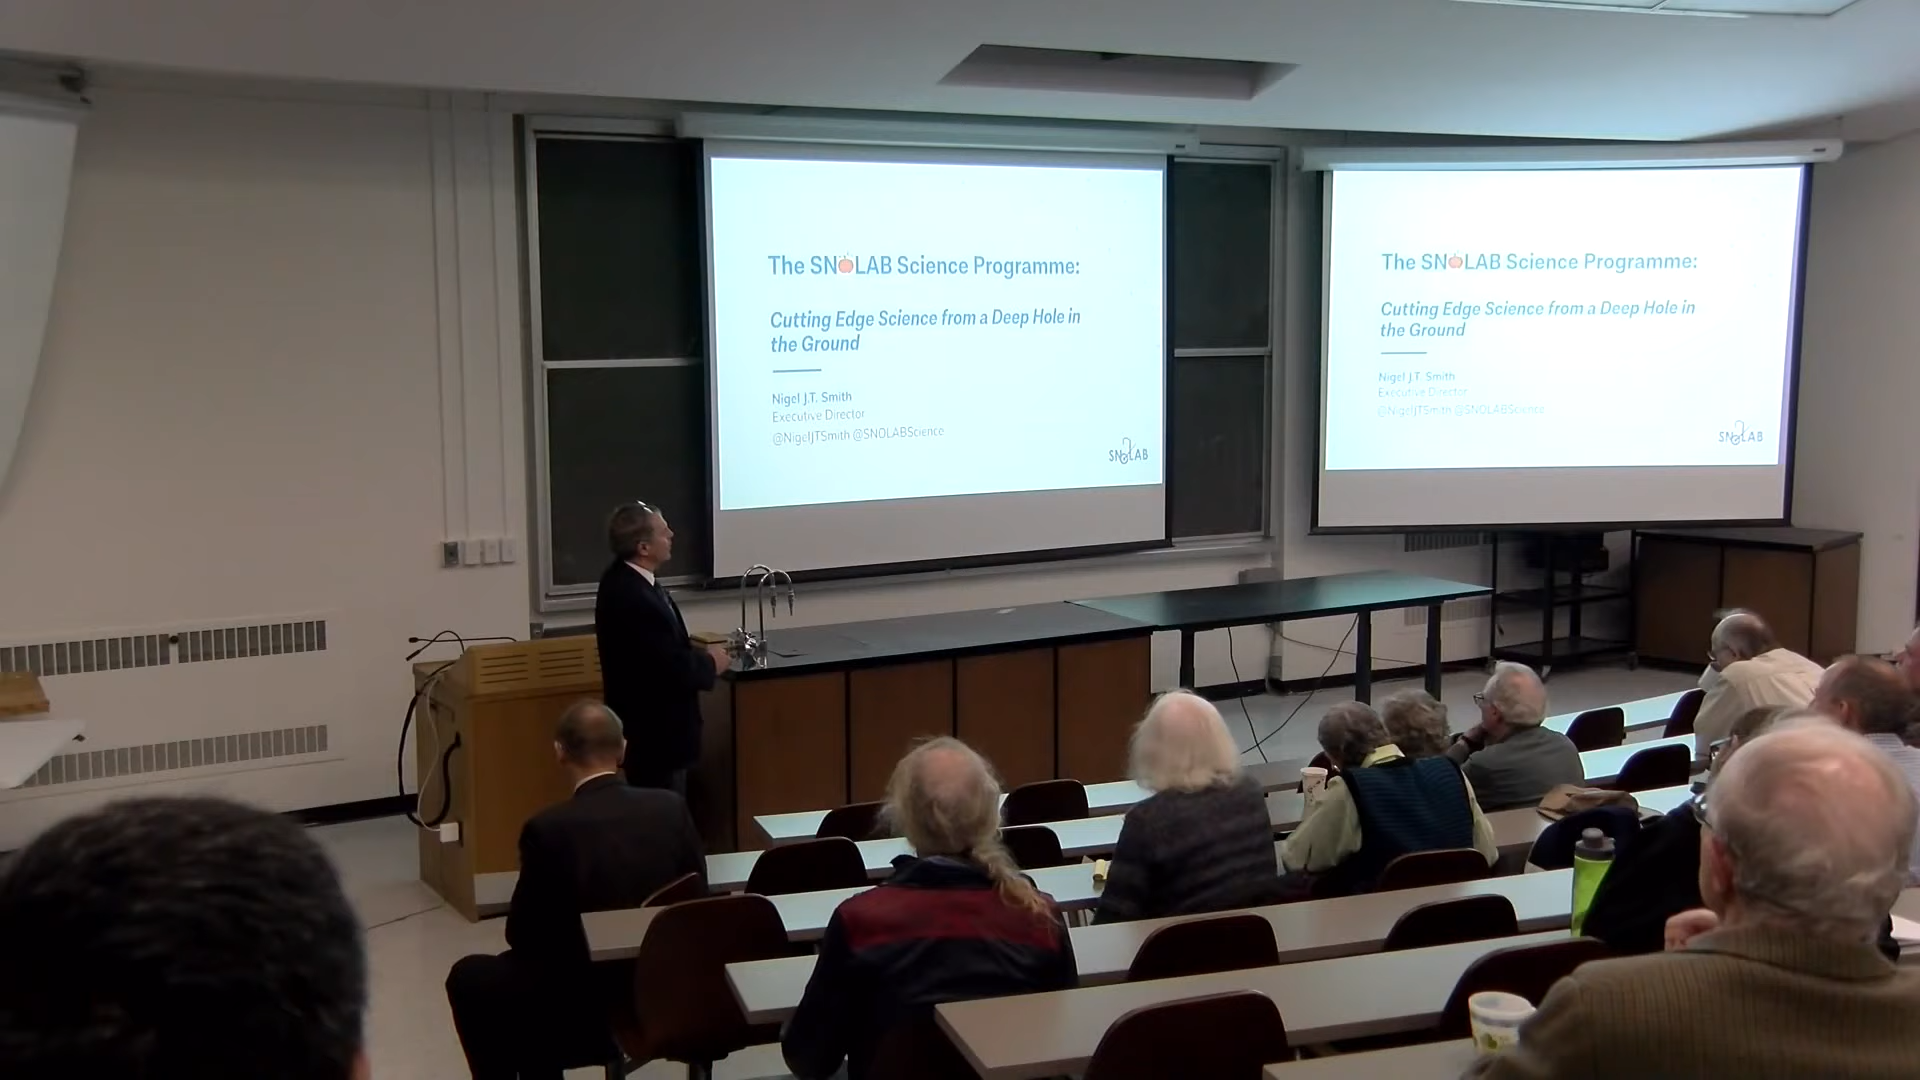 The SNOLAB Science Programme:
Cutting Edge Science from a Deep Hole in
the Ground
Nigel J.T. Smith
Executive Director
@NigelJTSmith @SNOLABScience
SNOLAB
The SNOLAB Science Programme:
Cutting Edge Science from a Deep Hole in
the Ground
Nigel J.T. Smith
Executive Director
@NigelJTSmith @SNOLABScience
SNOLAB